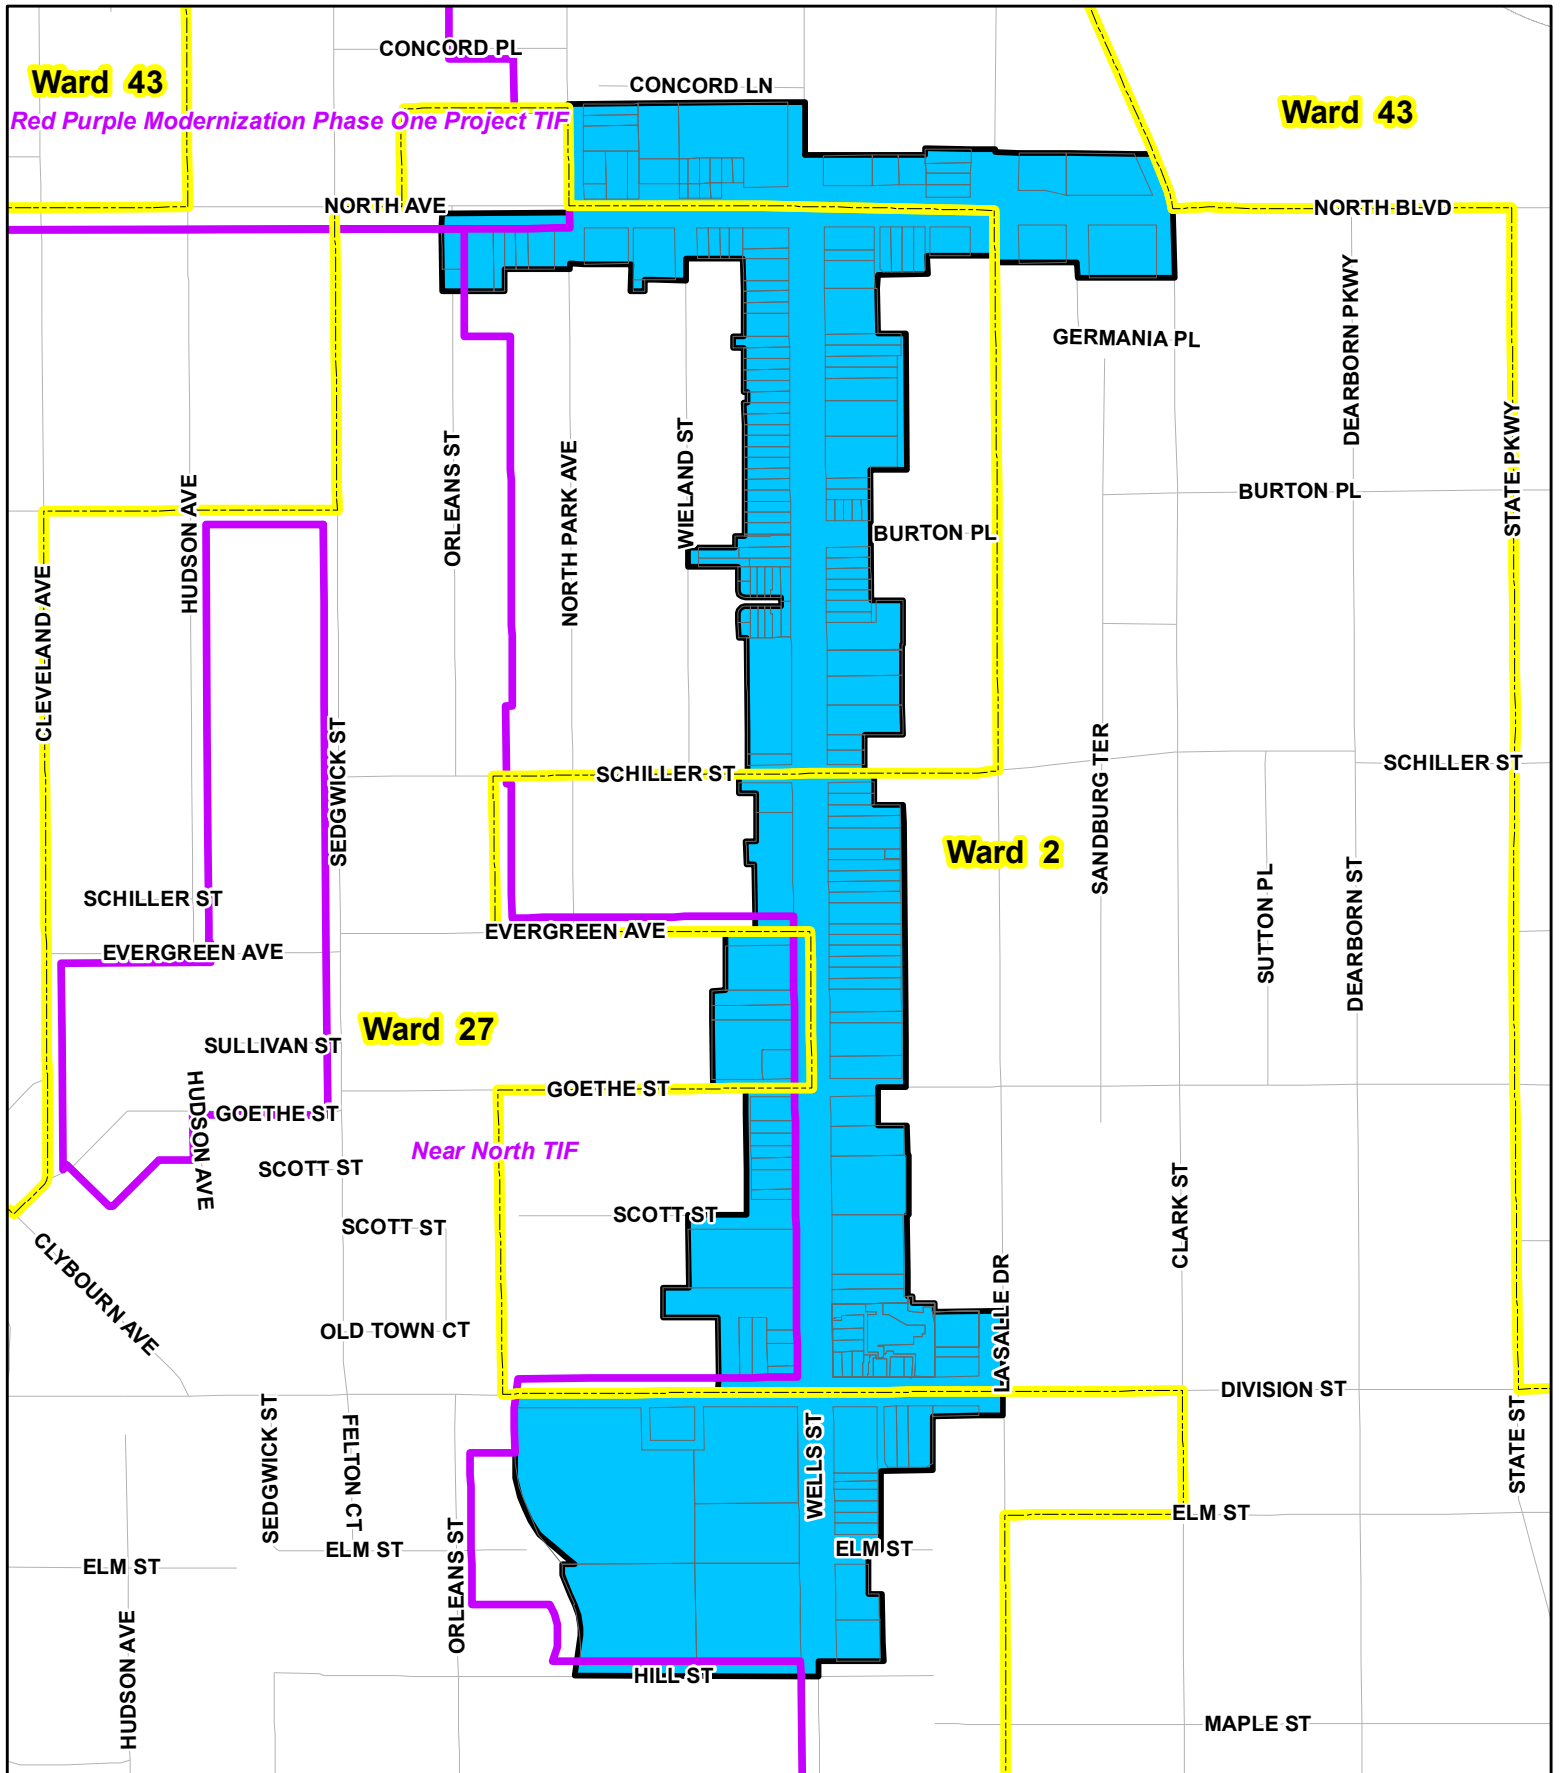 CONCORD PL
Ward 43
CONCORD LN
Ward 43
Red Purple Modernization Phase One Project TIF
NORTH AVE
NORTH BLVD
GERMANIA PL
DEARBORN PKWY
ORLEANS ST
NORTH PARK AVE
WIELAND ST
STATE PKWY
BURTON PL
HUDSON AVE
BURTON PL
CLEVELAND AVE
SEDGWICK ST
SCHILLER ST
SCHILLER ST
SANDBURG TER
Ward 2
SCHILLER ST
SUTTON PL
DEARBORN ST
EVERGREEN AVE
EVERGREEN AVE
Ward 27
SULLIVAN ST
GOETHE ST
HUDSON AVE
GOETHE ST
Near North TIF
SCOTT ST
SCOTT ST
SCOTT ST
CLARK ST
CLYBOURN AVE
LA SALLE DR
OLD TOWN CT
DIVISION ST
SEDGWICK ST
FELTON CT
WELLS ST
STATE ST
ELM ST
ORLEANS ST
ELM ST
ELM ST
ELM ST
HUDSON AVE
HILL ST
MAPLE ST